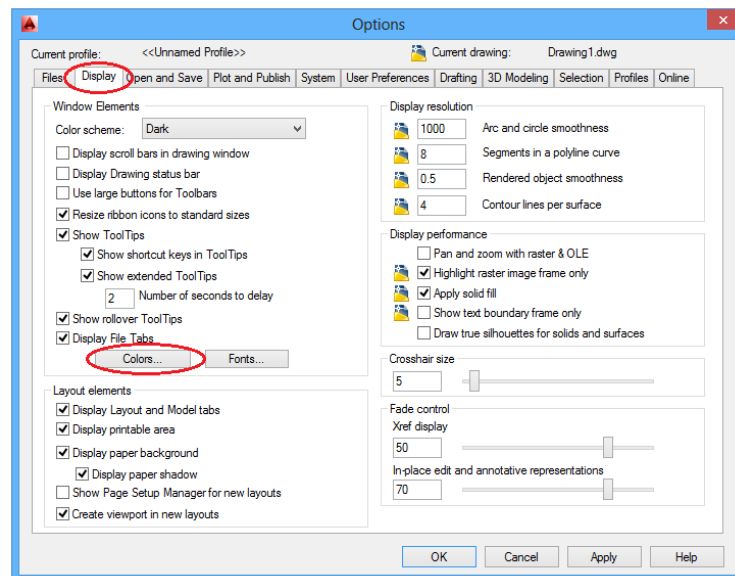 Options
Current profile: <<Unnamed Profile>> Current drawing: Drawing1.dwg
Files Display Open and Save Plot and Publish System User Preferences Drafting 3D Modeling Selection Profiles Online
Window Elements
Color scheme: Dark
Display scroll bars in drawing window
Display Drawing status bar
Use large buttons for Toolbars
Resize ribbon icons to standard sizes
Show ToolTips
Show shortcut keys in ToolTips
Show extended ToolTips
2 Number of seconds to delay
Show rollover ToolTips
Display File Tabs
Colors... Fonts...
Layout elements
Display Layout and Model tabs
Display printable area
Display paper background
Display paper shadow
Show Page Setup Manager for new layouts
Create viewport in new layouts
Display resolution
1000 Arc and circle smoothness
8 Segments in a polyline curve
0.5 Rendered object smoothness
4 Contour lines per surface
Display performance
Pan and zoom with raster & OLE
Highlight raster image frame only
Apply solid fill
Show text boundary frame only
Draw true silhouettes for solids and surfaces
Crosshair size
5
Fade control
Xref display
50
In-place edit and annotative representations
70
OK Cancel Apply Help